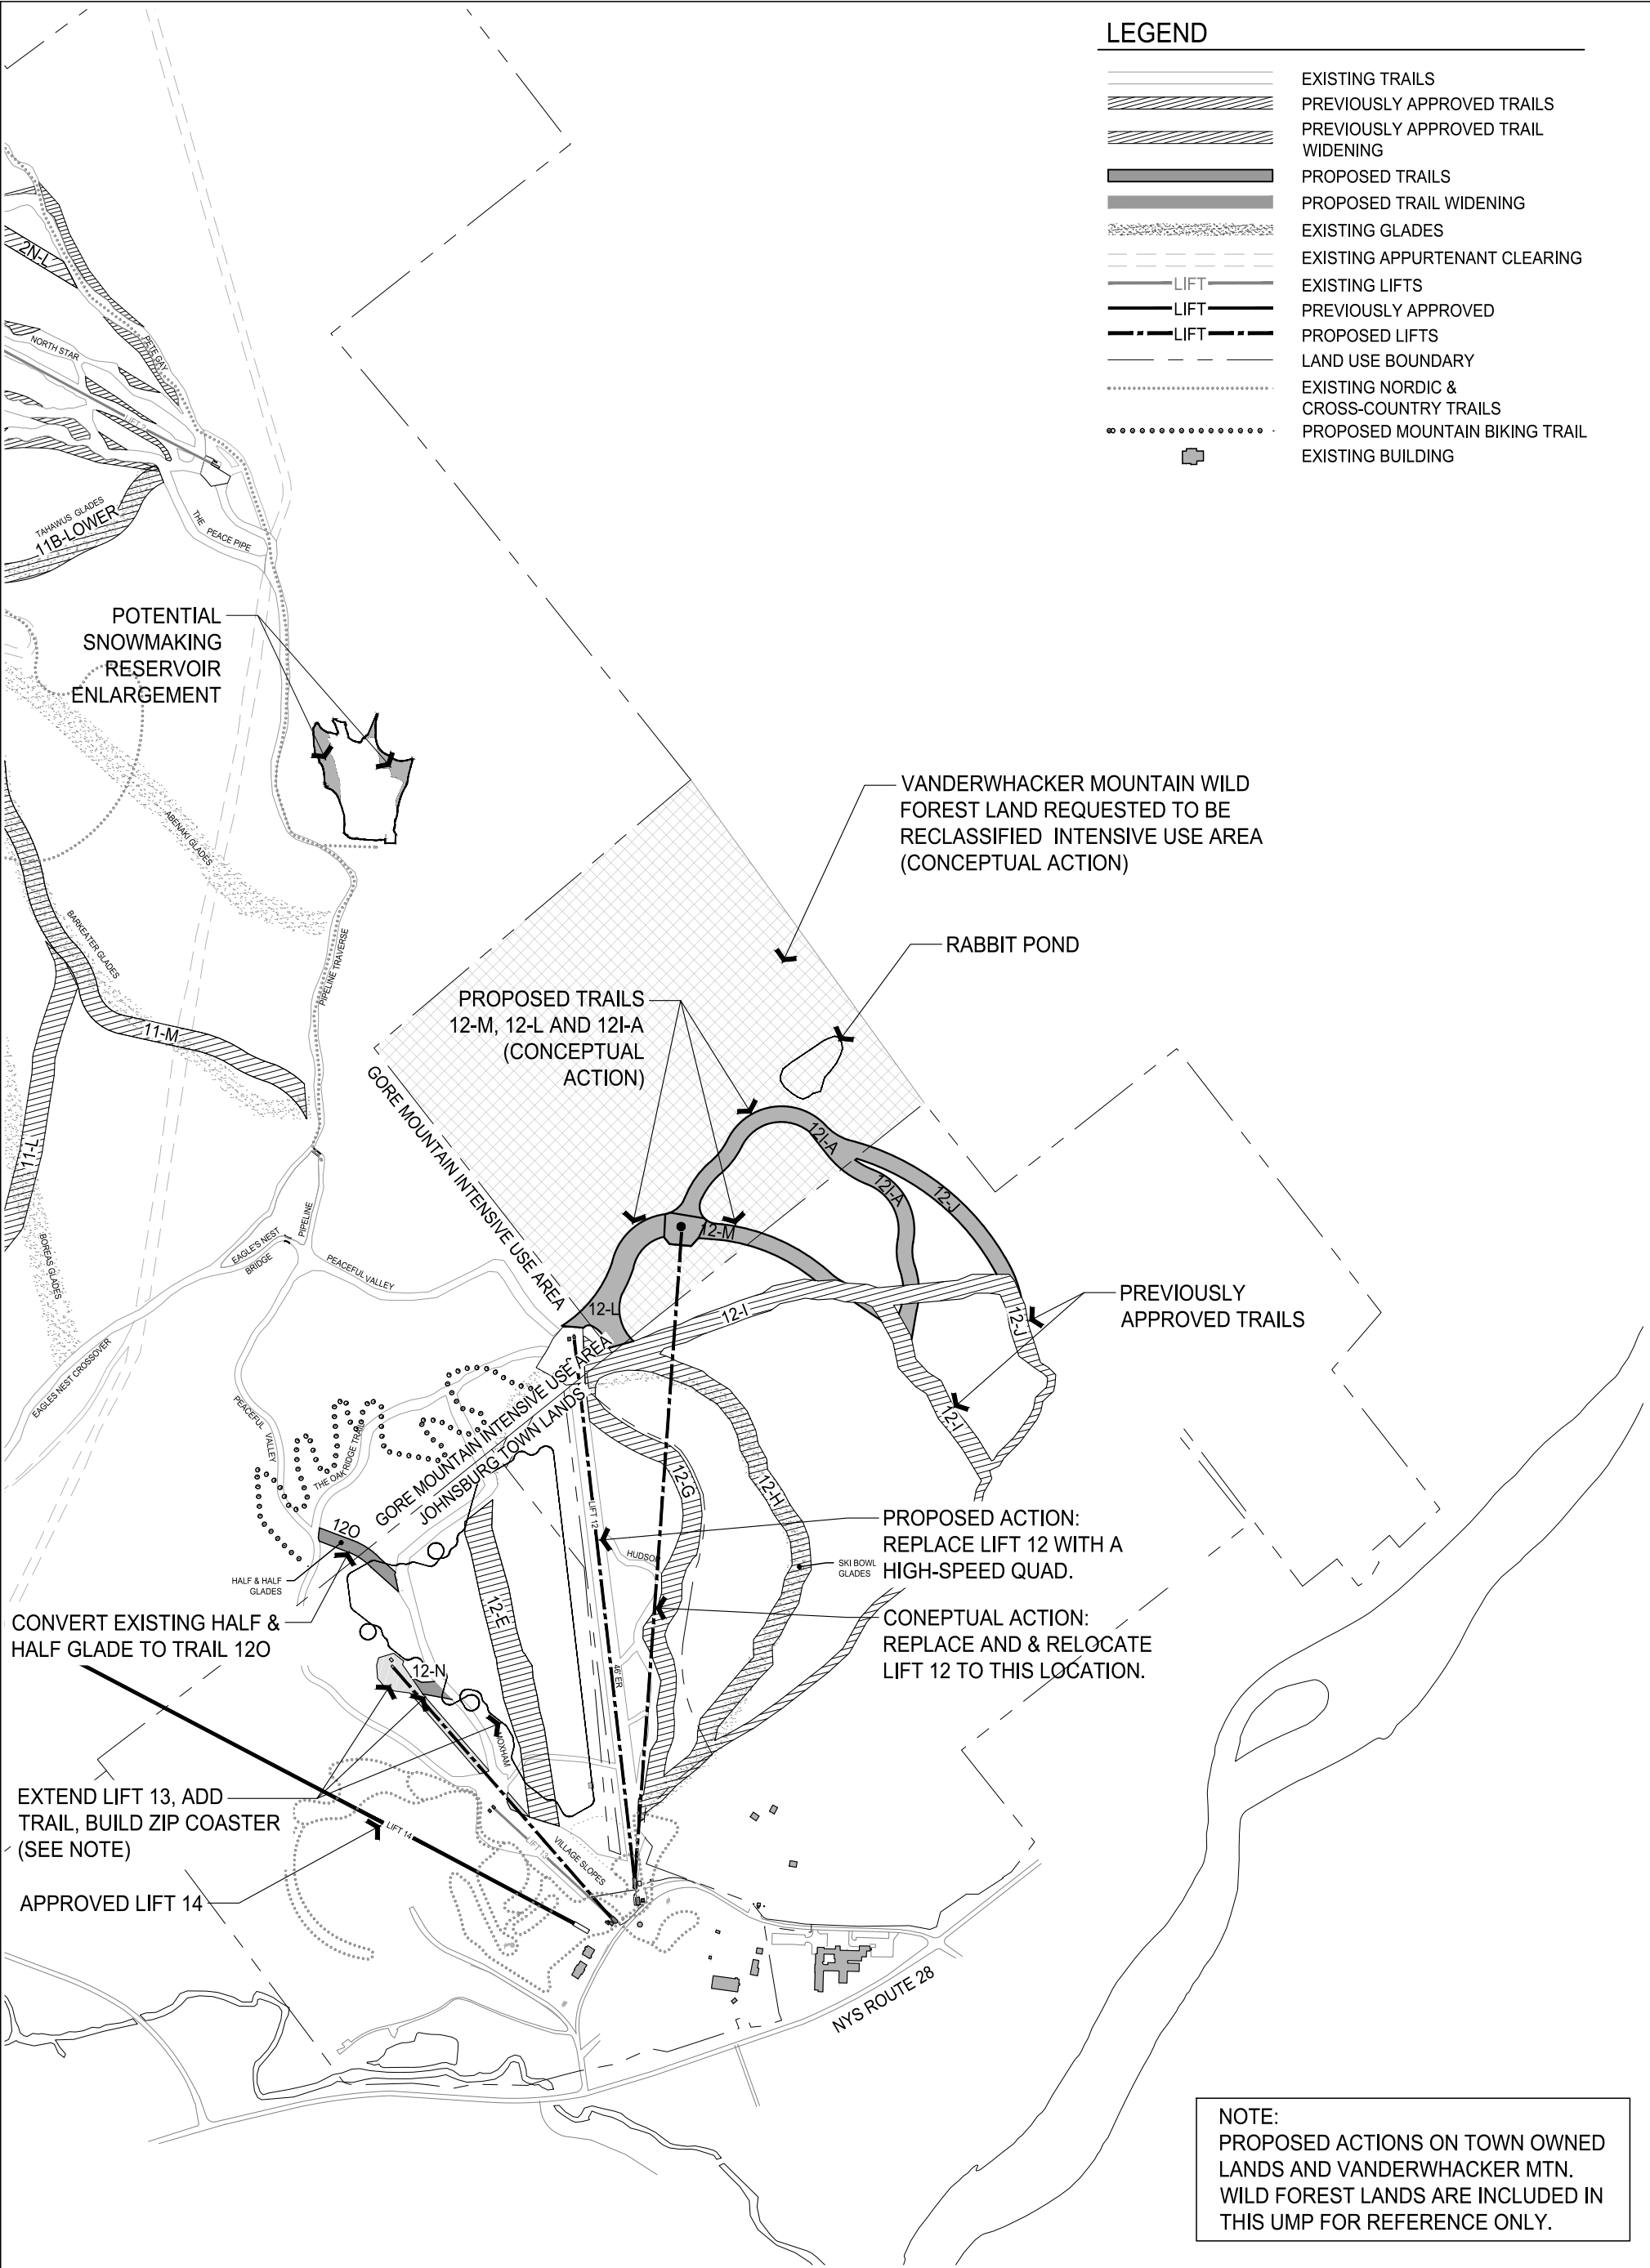 LEGEND
EXISTING TRAILS
PREVIOUSLY APPROVED TRAILS
PREVIOUSLY APPROVED TRAIL
WIDENING
PROPOSED TRAILS
PROPOSED TRAIL WIDENING
EXISTING GLADES
EXISTING APPURTENANT CLEARING
LIFT
EXISTING LIFTS
LIFT
PREVIOUSLY APPROVED
LIFT
PROPOSED LIFTS
LAND USE BOUNDARY
EXISTING NORDIC &
CROSS-COUNTRY TRAILS
PROPOSED MOUNTAIN BIKING TRAIL
EXISTING BUILDING
2N-L
PETE GAY
NORTH STAR
LIFT 2
TAHAWUS GLADES
11B-LOWER
THE PEACE PIPE
POTENTIAL
SNOWMAKING
RESERVOIR
ENLARGEMENT
ABENAKI GLADES
VANDERWHACKER MOUNTAIN WILD
FOREST LAND REQUESTED TO BE
RECLASSIFIED INTENSIVE USE AREA
(CONCEPTUAL ACTION)
BARKEATER GLADES
PIPELINE TRAVERSE
RABBIT POND
PROPOSED TRAILS
12-M, 12-L AND 12I-A
(CONCEPTUAL
ACTION)
11-M
GORE MOUNTAIN INTENSIVE USE AREA
11-L
12I-A
12I-A
12-J
BOREAS GLADES
PIPELINE
EAGLE'S NEST
BRIDGE
PEACEFUL VALLEY
12-M
12-L
12-I
12-J
PREVIOUSLY
APPROVED TRAILS
EAGLES NEST CROSSOVER
PEACEFUL VALLEY
THE OAK RIDGE TRAIL
GORE MOUNTAIN INTENSIVE USE AREA
JOHNSBURG TOWN LANDS
12-I
12-G
12-H
LIFT 12
HUDSON
12O
HALF & HALF
GLADES
12-E
PROPOSED ACTION:
REPLACE LIFT 12 WITH A
HIGH-SPEED QUAD.
SKI BOWL
GLADES
CONVERT EXISTING HALF &
HALF GLADE TO TRAIL 12O
CONEPTUAL ACTION:
REPLACE AND & RELOCATE
LIFT 12 TO THIS LOCATION.
12-N
46' ER
MOXHAM
EXTEND LIFT 13, ADD
TRAIL, BUILD ZIP COASTER
(SEE NOTE)
LIFT 14
LIFT 13
VILLAGE SLOPES
APPROVED LIFT 14
NYS ROUTE 28
NOTE:
PROPOSED ACTIONS ON TOWN OWNED
LANDS AND VANDERWHACKER MTN.
WILD FOREST LANDS ARE INCLUDED IN
THIS UMP FOR REFERENCE ONLY.